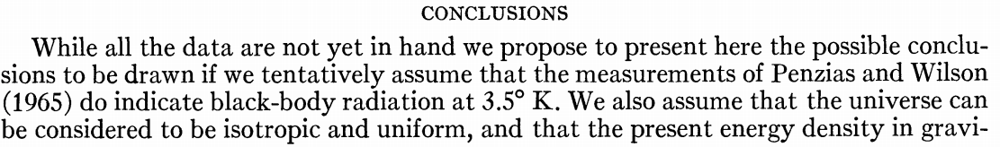 CONCLUSIONS
While all the data are not yet in hand we propose to present here the possible conclu-
sions to be drawn if we tentatively assume that the measurements of Penzias and Wilson
(1965) do indicate black-body radiation at 3.5° K. We also assume that the universe can
be considered to be isotropic and uniform, and that the present energy density in gravi-